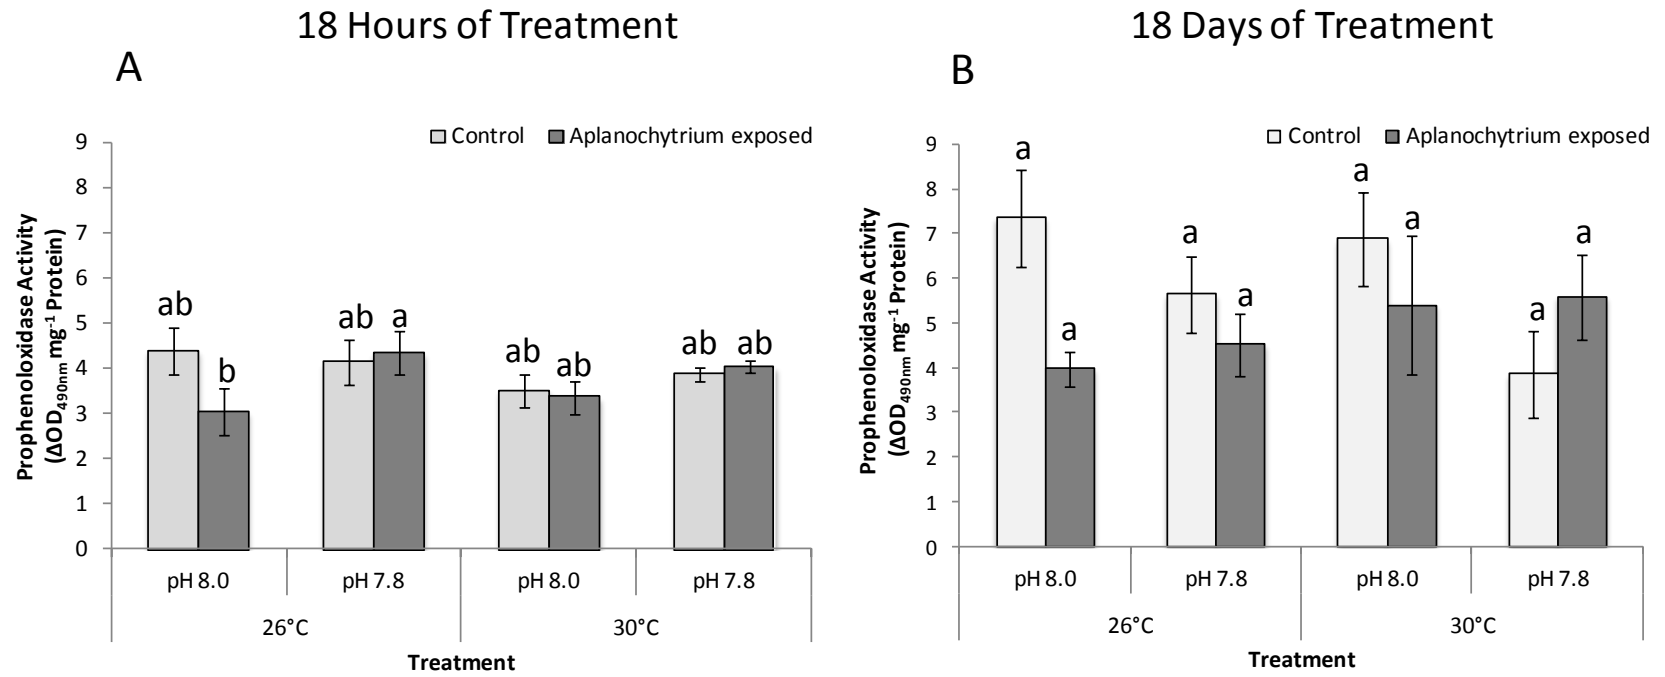 18 Hours of Treatment
A
Control Aplanochytrium exposed
Prophenoloxidase Activity
(ΔOD490nm mg-1 Protein)
9
8
7
6
5
4
3
2
1
0
ab
b
ab
a
ab
ab
ab
ab
pH 8.0 pH 7.8 pH 8.0 pH 7.8
26°C 30°C
Treatment
18 Days of Treatment
B
Control Aplanochytrium exposed
Prophenoloxidase Activity
(ΔOD490nm mg-1 Protein)
9
8
7
6
5
4
3
2
1
0
a
a
a
a
a
a
a
a
pH 8.0 pH 7.8 pH 8.0 pH 7.8
26°C 30°C
Treatment